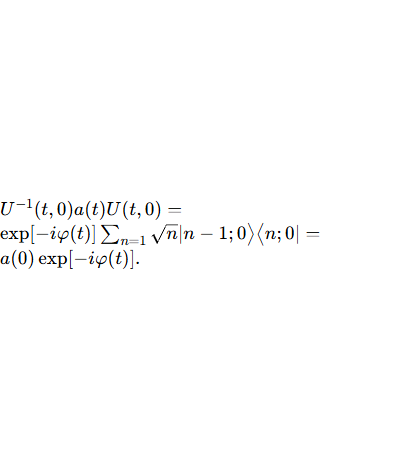 U⁻¹(t, 0)a(t)U(t, 0) =
exp[−iφ(t)] ∑ₙ₌₁ √n|n − 1; 0⟩⟨n; 0| =
a(0) exp[−iφ(t)].